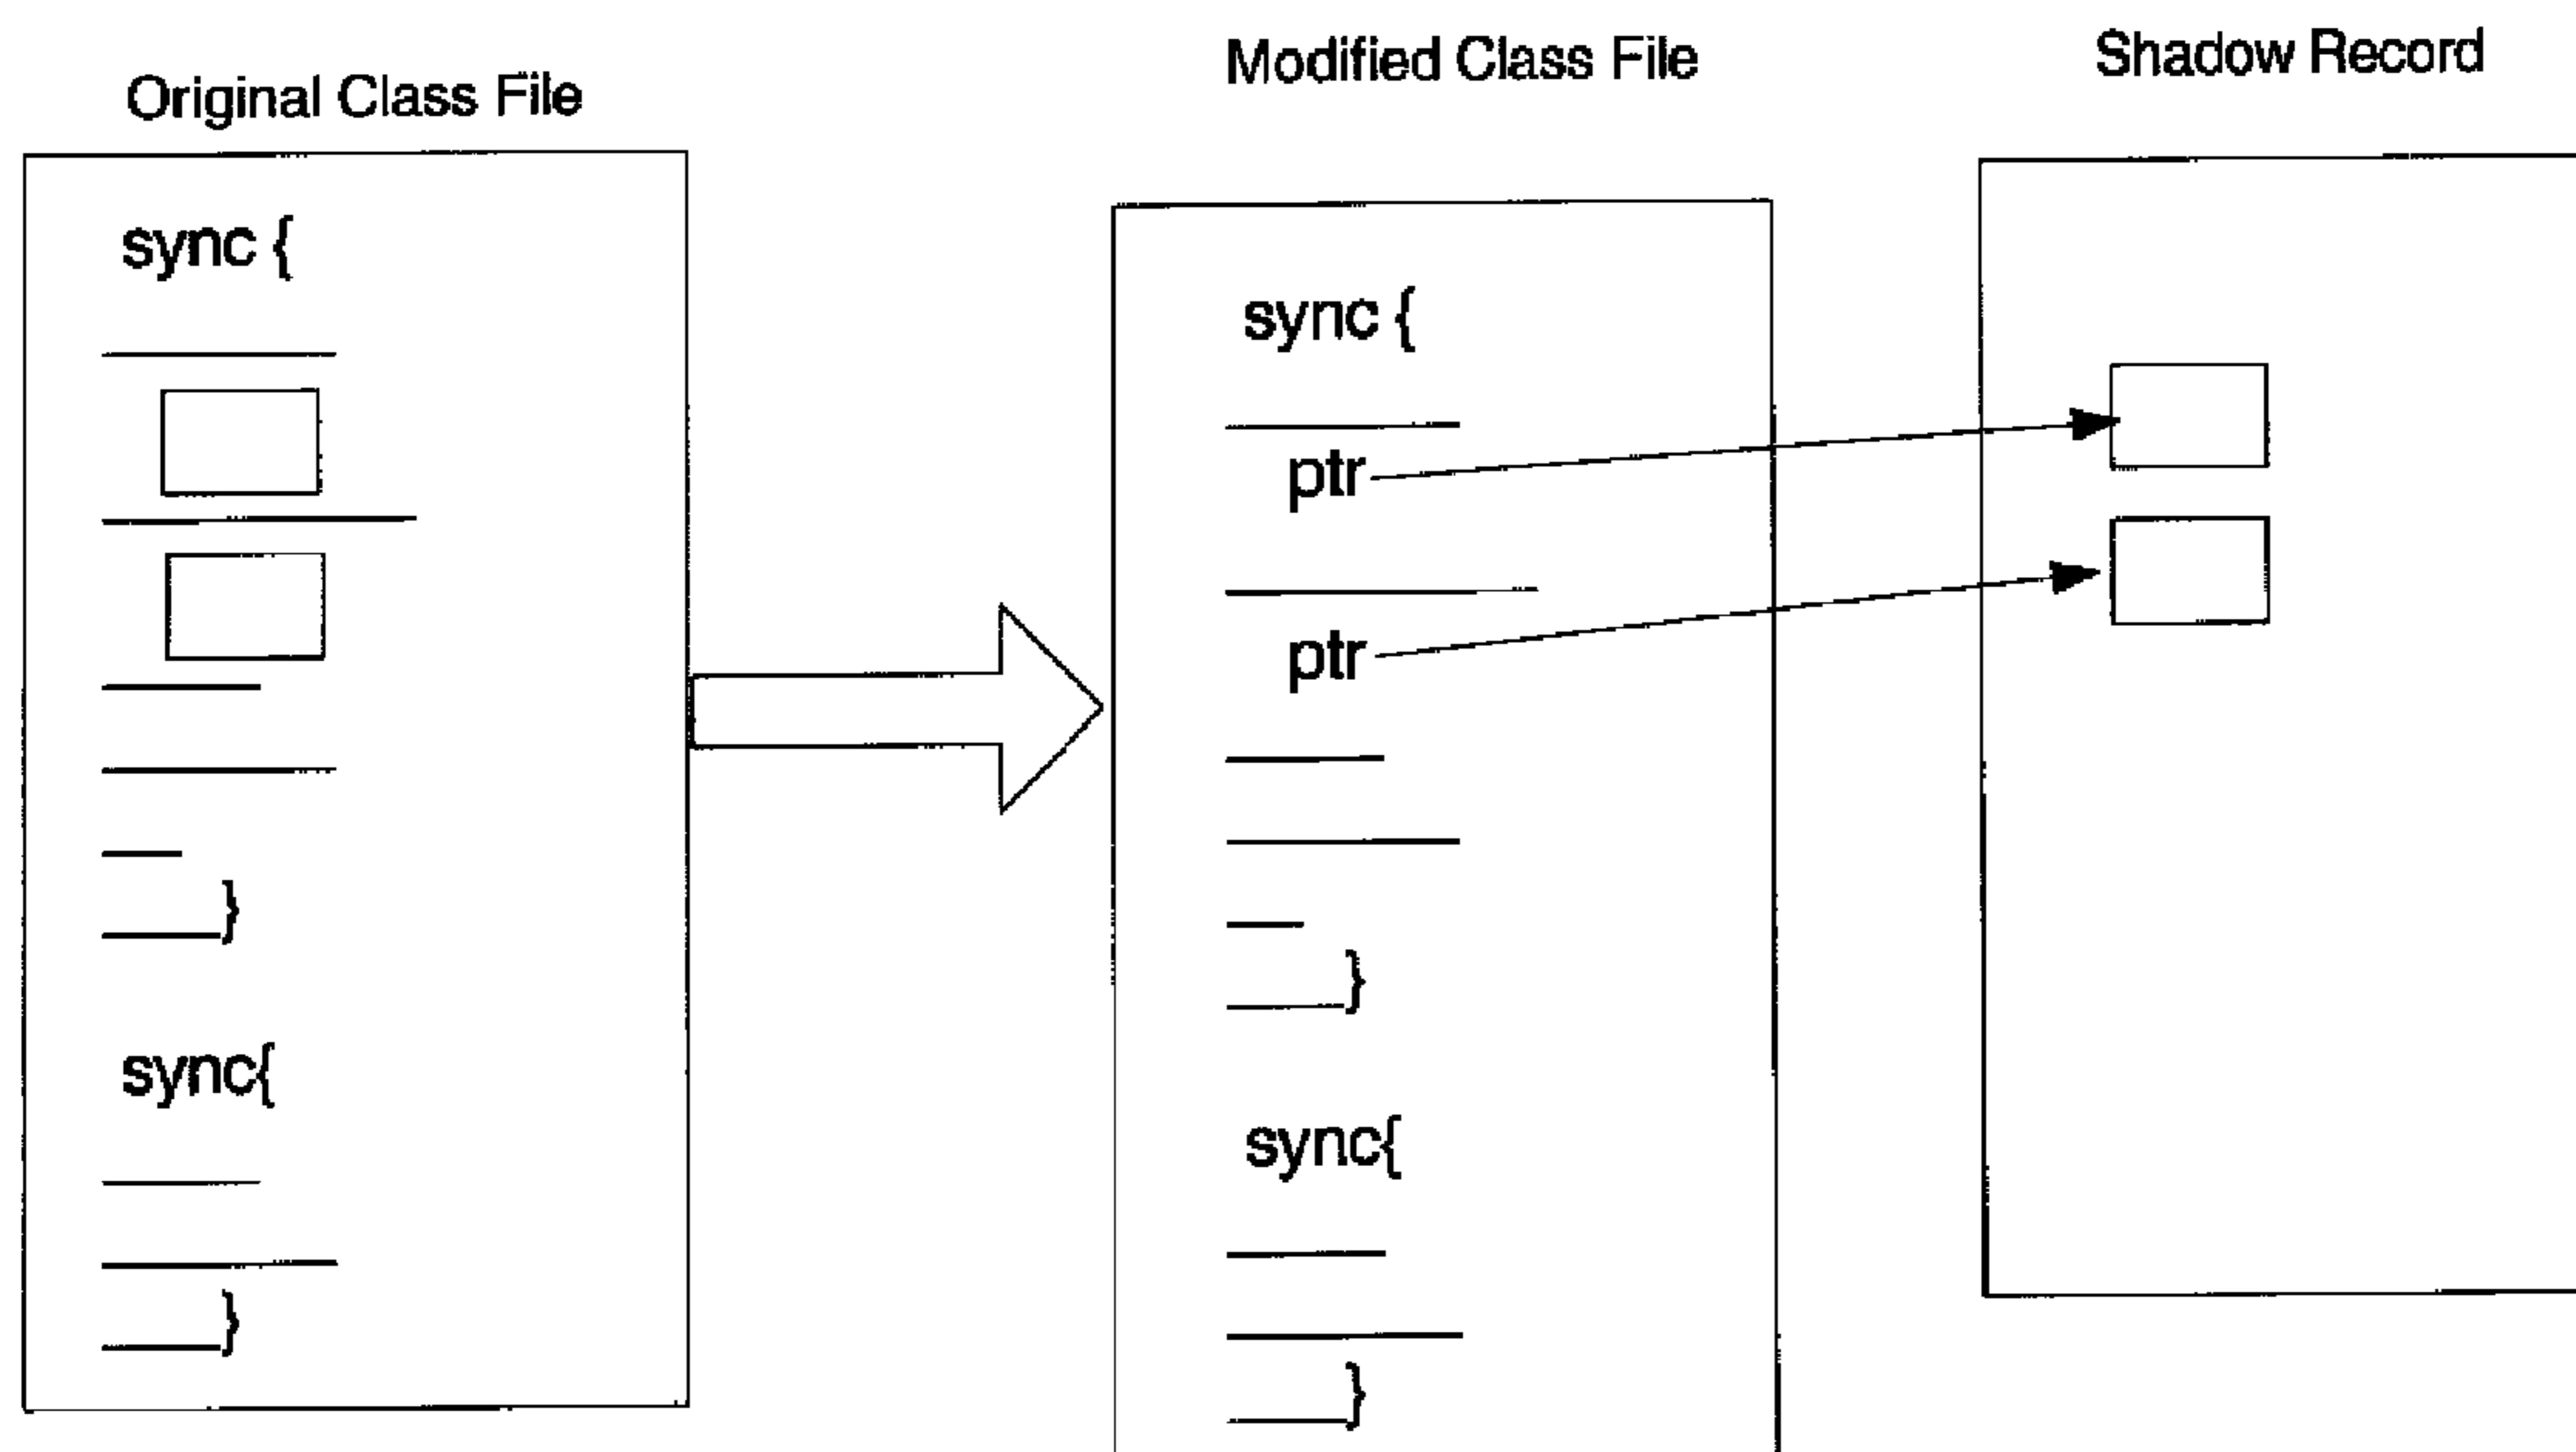 Original Class File
sync {
}
sync{
}
Modified Class File
sync {
ptr
ptr
}
sync{
}
Shadow Record